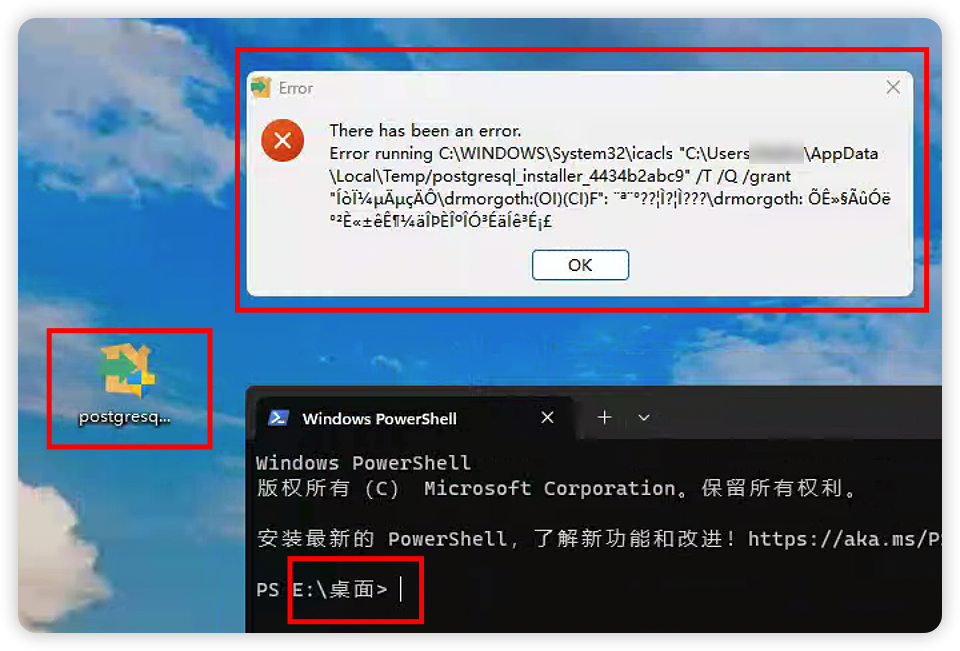 Error
There has been an error.
Error running C:\WINDOWS\System32\icacls "C:\Users\AppData
\Local\Temp/postgresql_installer_4434b2abc9" /T /Q /grant
"ÍòÏ¼µÄµçÄÔ\drmorgoth:(OI)(CI)F": ¨ª¨°??¦Ì?¦Ì???\drmorgoth: ÕÊ»§ÃûÓë
°²È«±êÊ¶¼äÎÞÈÎºÎÓ³ÉäÍê³É¡£
OK
postgresq...
Windows PowerShell
Windows PowerShell
版权所有 (C) Microsoft Corporation。保留所有权利。
安装最新的 PowerShell，了解新功能和改进！https://aka.ms/PS
PS E:\桌面>